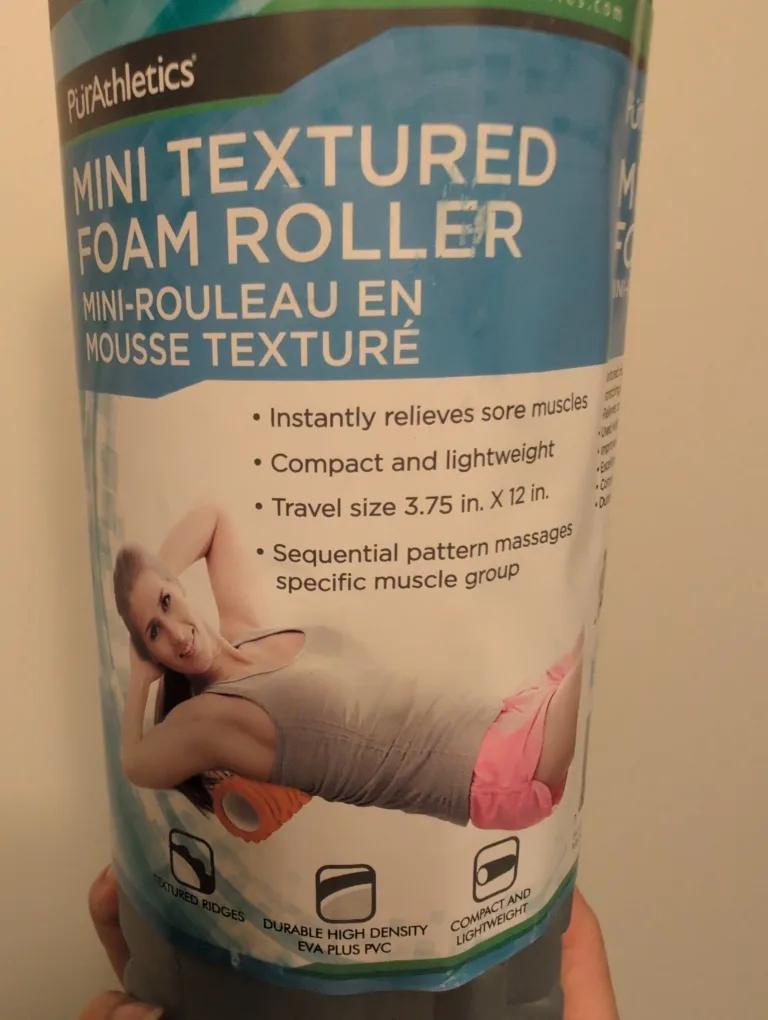 PürAthletics
MINI TEXTURED
FOAM ROLLER
MINI-ROULEAU EN
MOUSSE TEXTURÉ
• Instantly relieves sore muscles
• Compact and lightweight
• Travel size 3.75 in. X 12 in.
• Sequential pattern massages
specific muscle group
TEXTURED RIDGES
DURABLE HIGH DENSITY
EVA PLUS PVC
COMPACT AND
LIGHTWEIGHT